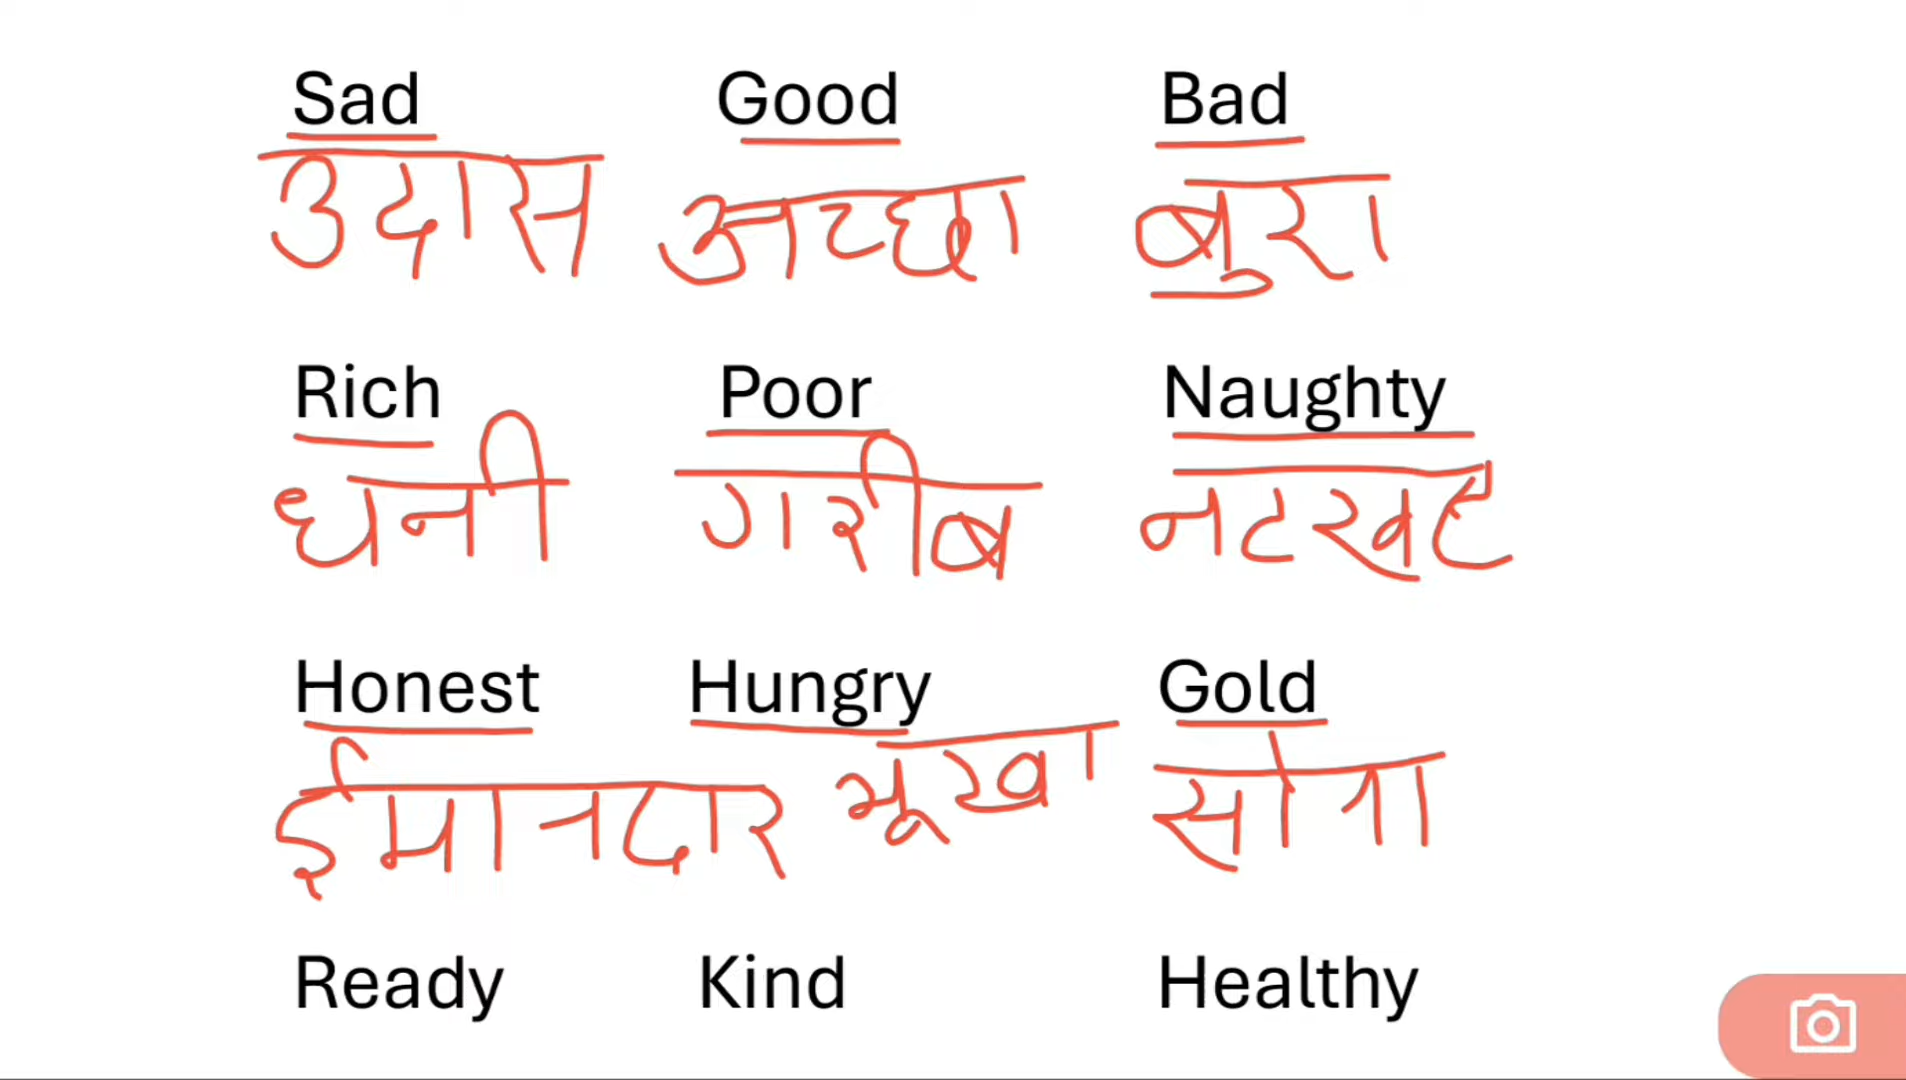 Sad Good Bad
उदास अच्छा बुरा
Rich Poor Naughty
धनी गरीब नटखट
Honest Hungry Gold
ईमानदार भूखा सोना
Ready Kind Healthy